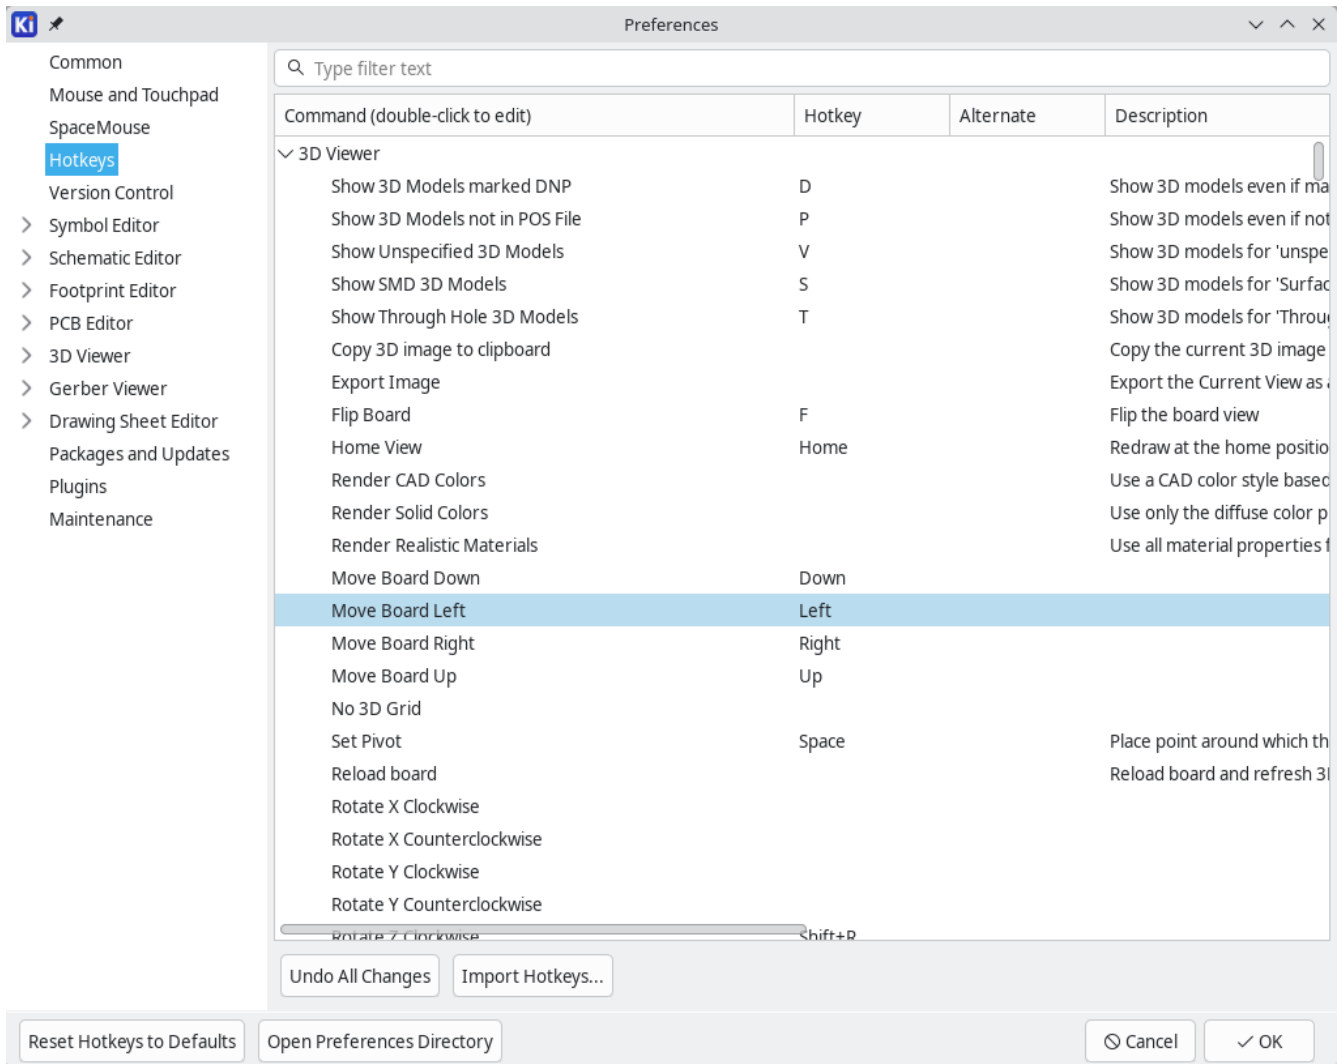 Ki Preferences
Common
Mouse and Touchpad
SpaceMouse
Hotkeys
Version Control
Symbol Editor
Schematic Editor
Footprint Editor
PCB Editor
3D Viewer
Gerber Viewer
Drawing Sheet Editor
Packages and Updates
Plugins
Maintenance
Type filter text
Command (double-click to edit) Hotkey Alternate Description
3D Viewer
Show 3D Models marked DNP D Show 3D models even if ma
Show 3D Models not in POS File P Show 3D models even if not
Show Unspecified 3D Models V Show 3D models for 'unspe
Show SMD 3D Models S Show 3D models for 'Surfac
Show Through Hole 3D Models T Show 3D models for 'Throug
Copy 3D image to clipboard Copy the current 3D image
Export Image Export the Current View as
Flip Board F Flip the board view
Home View Home Redraw at the home positio
Render CAD Colors Use a CAD color style based
Render Solid Colors Use only the diffuse color p
Render Realistic Materials Use all material properties f
Move Board Down Down
Move Board Left Left
Move Board Right Right
Move Board Up Up
No 3D Grid
Set Pivot Space Place point around which th
Reload board Reload board and refresh 3
Rotate X Clockwise
Rotate X Counterclockwise
Rotate Y Clockwise
Rotate Y Counterclockwise
Rotate Z Clockwise Shift+R
Undo All Changes Import Hotkeys...
Reset Hotkeys to Defaults Open Preferences Directory Cancel OK